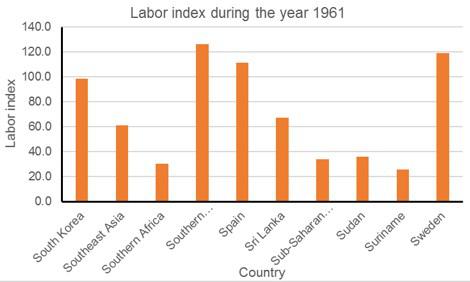 Labor index during the year 1961
140.0
120.0
100.0
80.0
60.0
40.0
20.0
0.0
Labor index
South Korea
Southeast Asia
Southern Africa
Southern...
Spain
Sri Lanka
Sub-Saharan...
Sudan
Suriname
Sweden
Country